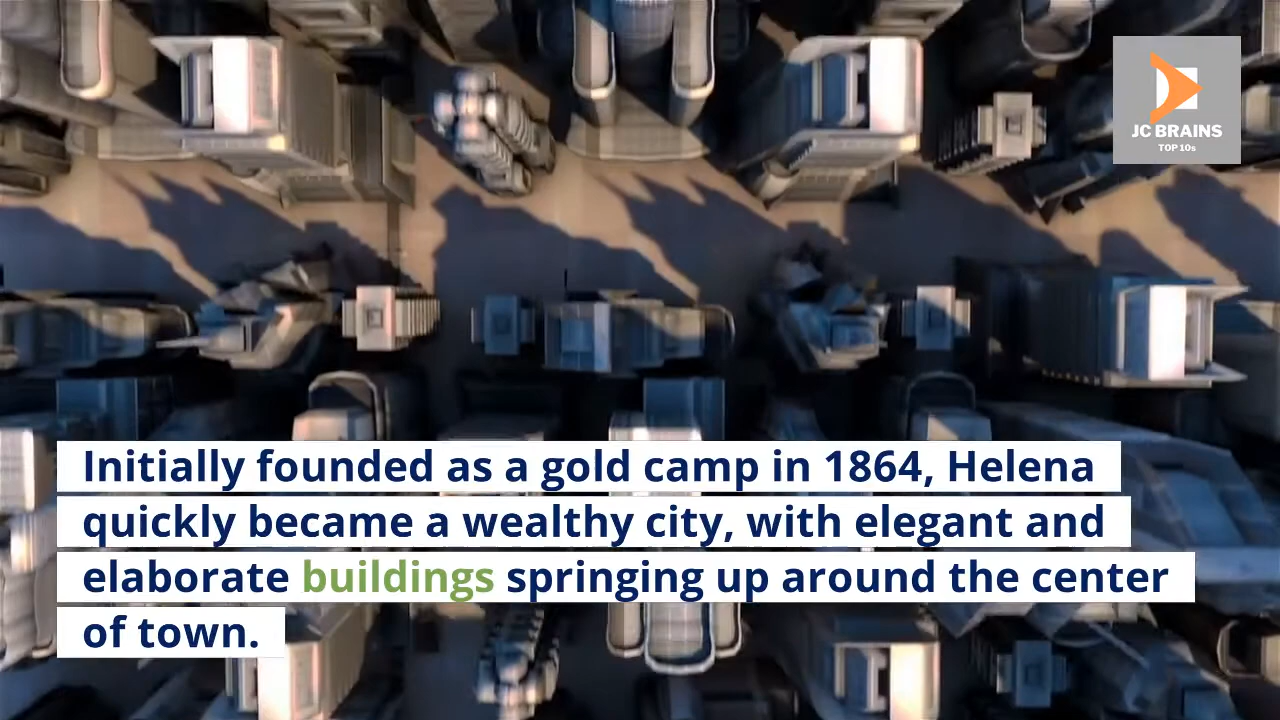 JC BRAINS
TOP 10s
Initially founded as a gold camp in 1864, Helena
quickly became a wealthy city, with elegant and
elaborate buildings springing up around the center
of town.